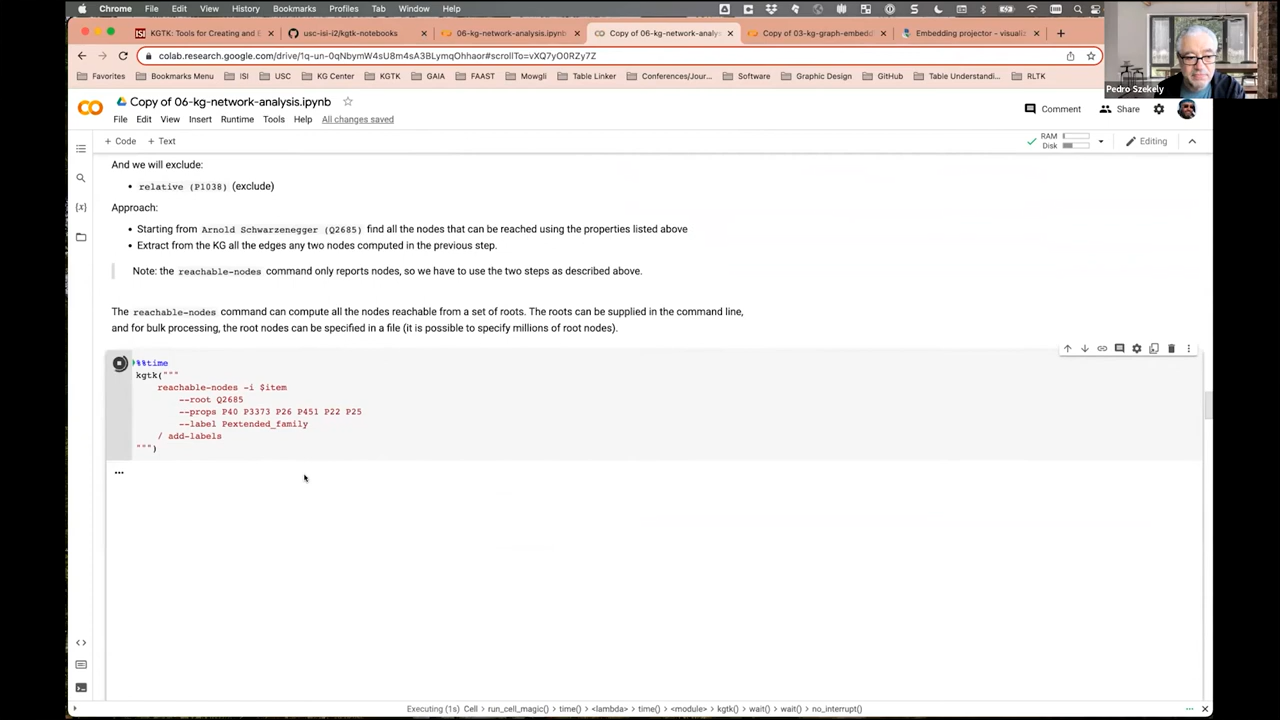 Chrome File Edit View History Bookmarks Profiles Tab Window Help
KGTK: Tools for Creating and E
usc-isi-i2/kgtk-notebooks
06-kg-network-analysis.ipynb
Copy of 06-kg-network-analys
Copy of 03-kg-graph-embedd
Embedding projector - visualiz
colab.research.google.com/drive/1q-un-0qNbymW4sU8m4sA3BLymqOhhaor#scrollTo=vXQ7yO0RZy7Z
Favorites Bookmarks Menu ISI USC KG Center KGTK GAIA FAAST Mowgli Table Linker Conferences/Jour... Software Graphic Design GitHub Table Understandi... RLTK
Pedro Szekely
CO Copy of 06-kg-network-analysis.ipynb
Comment Share
File Edit View Insert Runtime Tools Help All changes saved
+ Code + Text
RAM
Disk
Editing
And we will exclude:
• relative (P1038) (exclude)
Approach:
• Starting from Arnold Schwarzenegger (Q2685) find all the nodes that can be reached using the properties listed above
• Extract from the KG all the edges any two nodes computed in the previous step.
Note: the reachable-nodes command only reports nodes, so we have to use the two steps as described above.
The reachable-nodes command can compute all the nodes reachable from a set of roots. The roots can be supplied in the command line,
and for bulk processing, the root nodes can be specified in a file (it is possible to specify millions of root nodes).
%%time
kgtk("""
reachable-nodes -i $item
--root Q2685
--props P40 P3373 P26 P451 P22 P25
--label Pextended_family
/ add-labels
""")
...
Executing (1s) Cell > run_cell_magic() > time() > <lambda> > time() > <module> > kgtk() > wait() > wait() > no_interrupt()